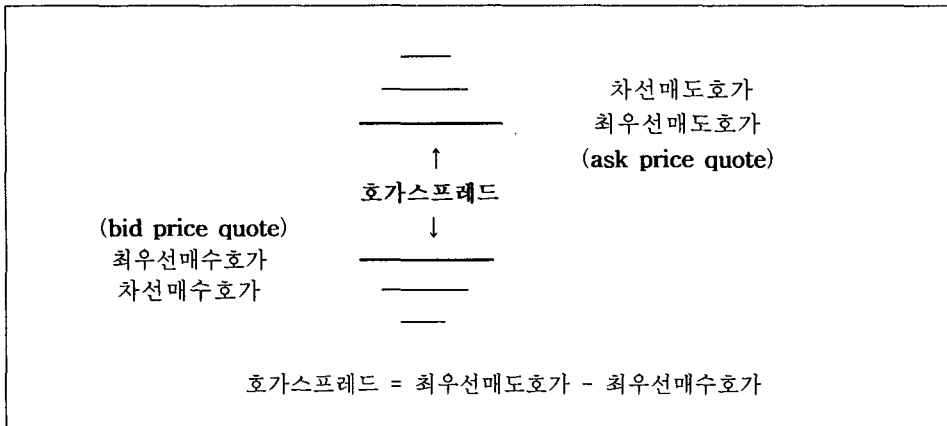 차선매도호가
최우선매도호가
(ask price quote)
↑
호가스프레드
↓
(bid price quote)
최우선매수호가
차선매수호가
호가스프레드 = 최우선매도호가 - 최우선매수호가